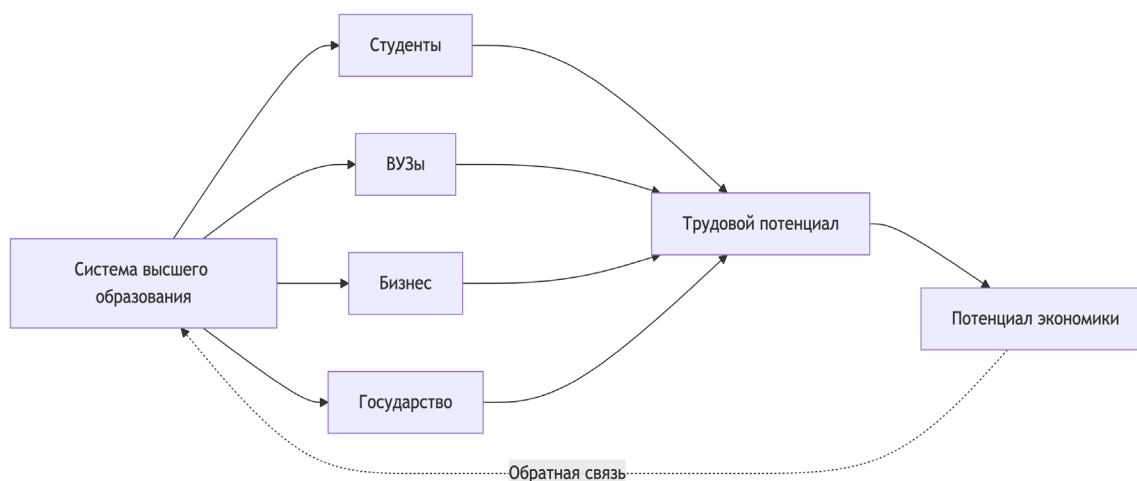 Студенты
ВУЗы
Трудовой потенциал
Система высшего
образования
Бизнес
Потенциал экономики
Государство
Обратная связь